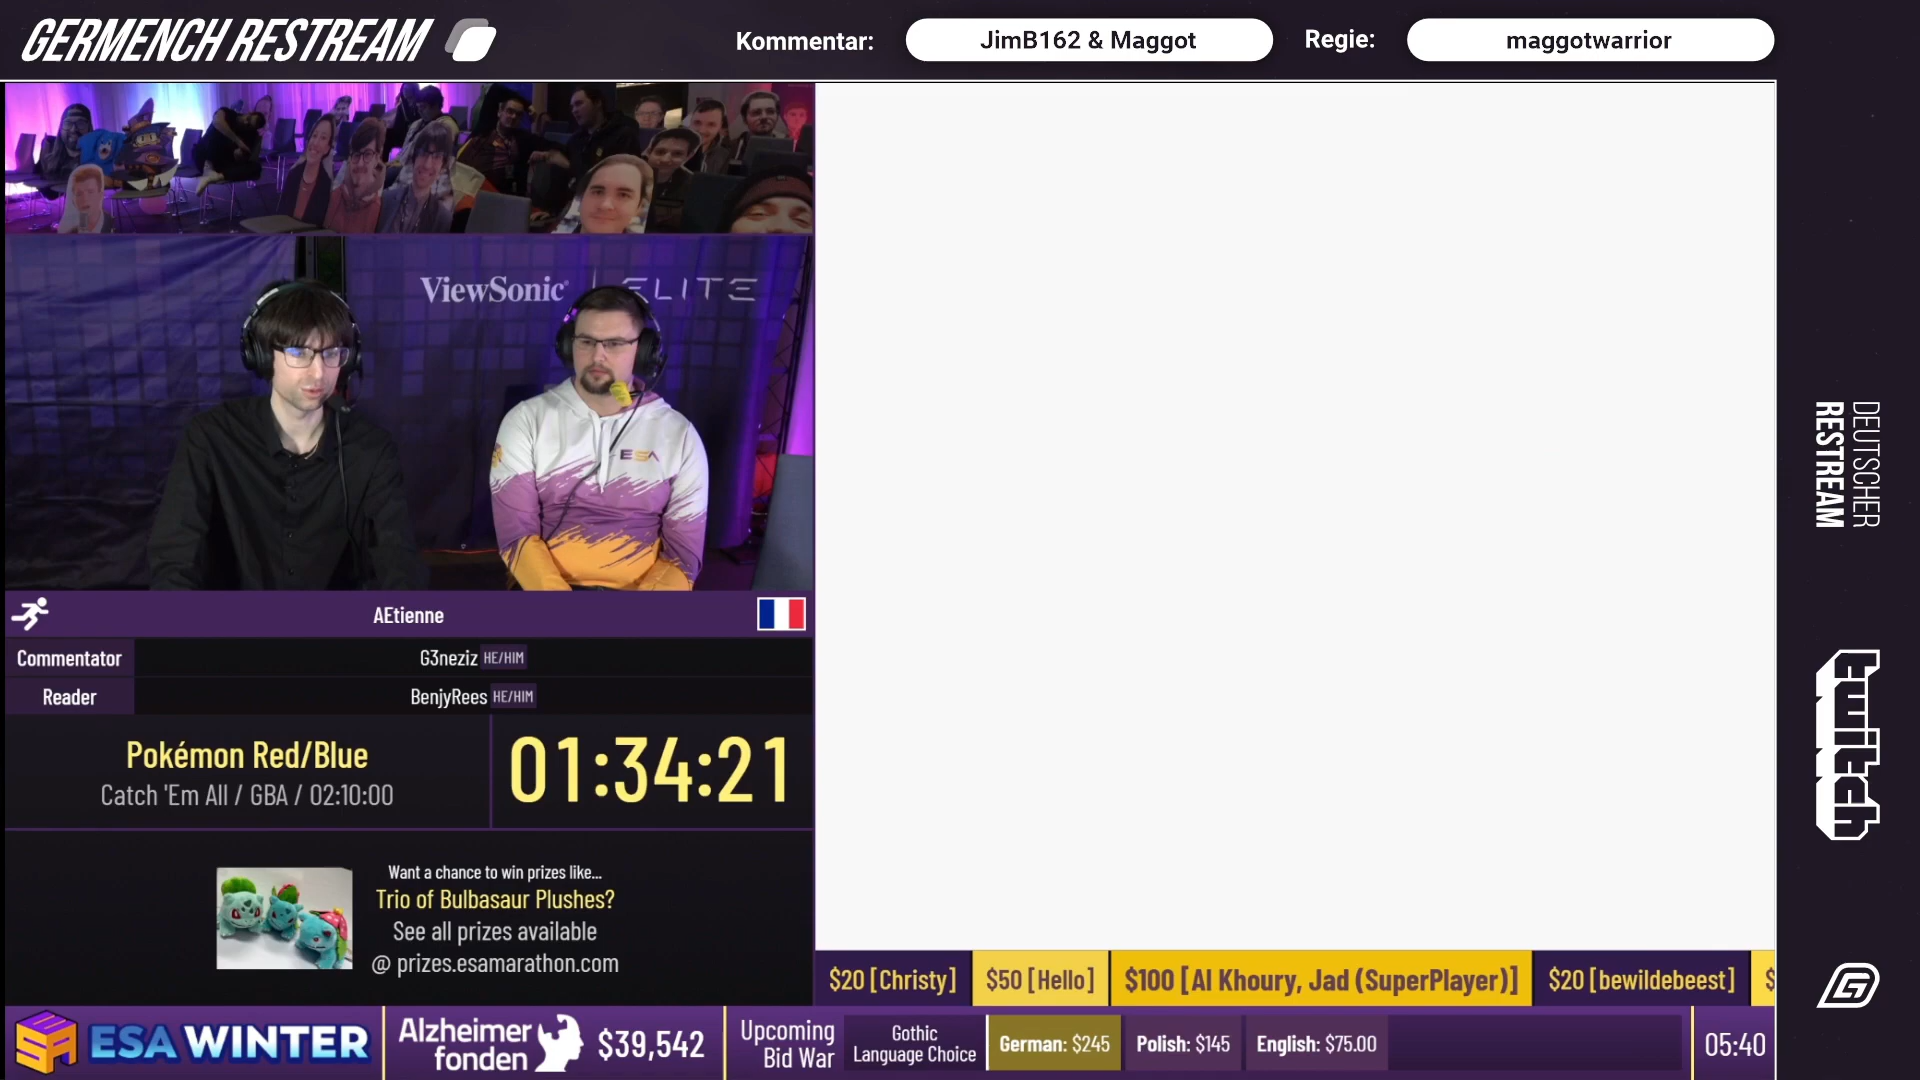 GERMENCH RESTREAM
Kommentar:
JimB162 & Maggot
Regie:
maggotwarrior
ViewSonic | ELITE
ESA
AEtienne
Commentator
G3neziz HE/HIM
Reader
BenjyRees HE/HIM
Pokémon Red/Blue
Catch 'Em All / GBA / 02:10:00
01:34:21
Want a chance to win prizes like...
Trio of Bulbasaur Plushes?
See all prizes available
@ prizes.esamarathon.com
$20 [Christy]
$50 [Hello]
$100 [Al Khoury, Jad (SuperPlayer)]
$20 [bewildebeest]
$
ESA WINTER
Alzheimer
fonden
$39,542
Upcoming
Bid War
Gothic
Language Choice
German: $245
Polish: $145
English: $75.00
05:40
DEUTSCHER
RESTREAM
twitch